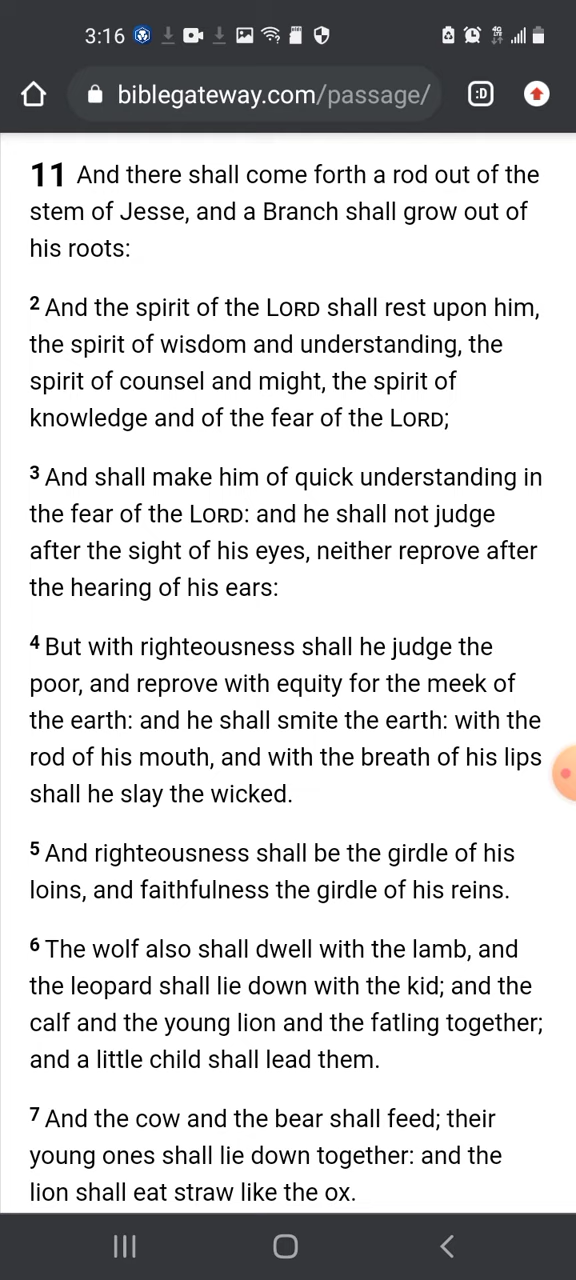 3:16
biblegateway.com/passage/
:D
11 And there shall come forth a rod out of the
stem of Jesse, and a Branch shall grow out of
his roots:
2 And the spirit of the LORD shall rest upon him,
the spirit of wisdom and understanding, the
spirit of counsel and might, the spirit of
knowledge and of the fear of the LORD;
3 And shall make him of quick understanding in
the fear of the LORD: and he shall not judge
after the sight of his eyes, neither reprove after
the hearing of his ears:
4 But with righteousness shall he judge the
poor, and reprove with equity for the meek of
the earth: and he shall smite the earth: with the
rod of his mouth, and with the breath of his lips
shall he slay the wicked.
5 And righteousness shall be the girdle of his
loins, and faithfulness the girdle of his reins.
6 The wolf also shall dwell with the lamb, and
the leopard shall lie down with the kid; and the
calf and the young lion and the fatling together;
and a little child shall lead them.
7 And the cow and the bear shall feed; their
young ones shall lie down together: and the
lion shall eat straw like the ox.